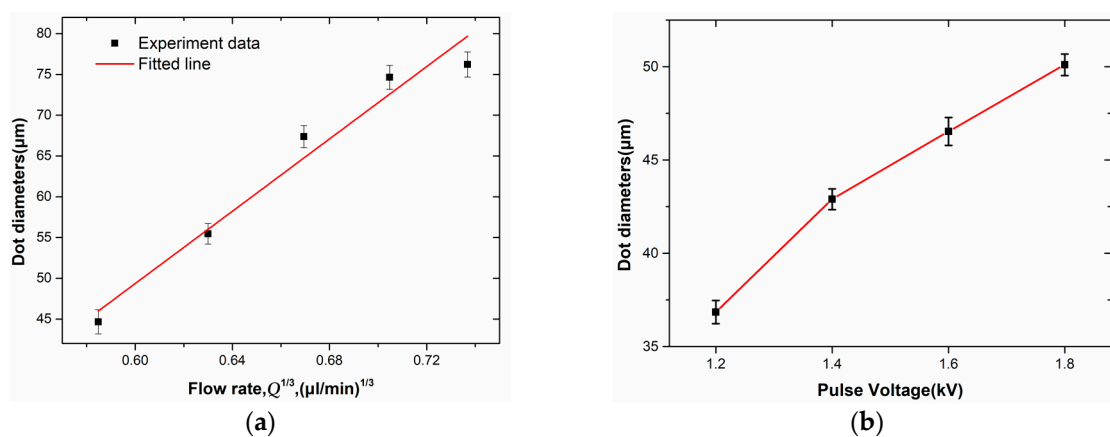 80
75
70
65
60
55
50
45
Dot diameters(μm)
Experiment data
Fitted line
0.60 0.64 0.68 0.72
Flow rate,Q^1/3,(μl/min)^1/3
(a)
50
45
40
35
Dot diameters(μm)
1.2 1.4 1.6 1.8
Pulse Voltage(kV)
(b)